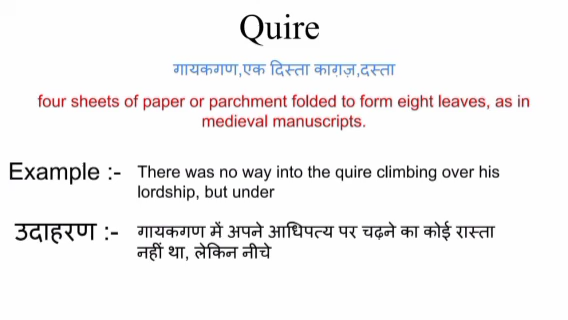 Quire
गायकगण,एक दिस्ता काग़ज़,दस्ता
four sheets of paper or parchment folded to form eight leaves, as in
medieval manuscripts.
Example :- There was no way into the quire climbing over his
lordship, but under
उदाहरण :- गायकगण में अपने आधिपत्य पर चढ़ने का कोई रास्ता
नहीं था, लेकिन नीचे